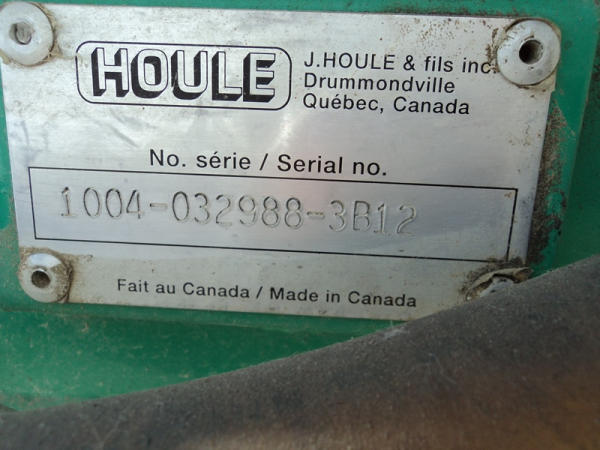 HOULE
J.HOULE & fils inc.
Drummondville
Québec, Canada
No. série / Serial no.
1004-032988-3B12
Fait au Canada / Made in Canada